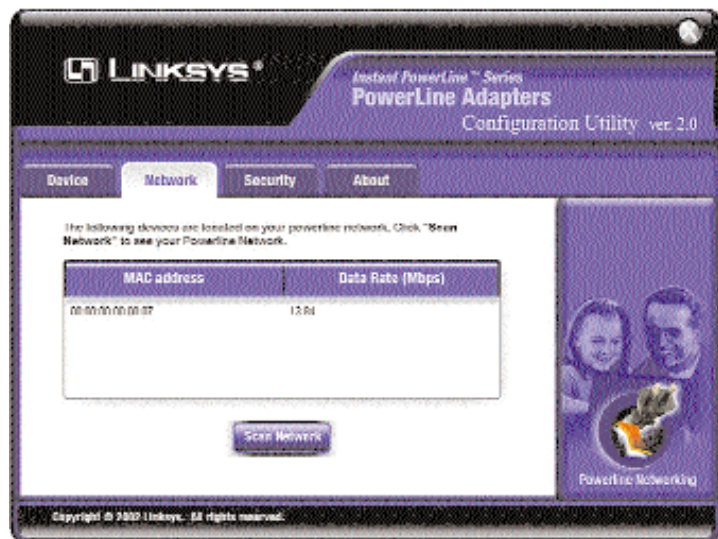 LINKSYS®
Instant PowerLine™ Series
PowerLine Adapters
Configuration Utility ver. 2.0
Device Network Security About
The following devices are located on your powerline network. Click "Scan
Network" to see your Powerline Network.
MAC address Data Rate (Mbps)
Scan Network
Powerline Networking
Copyright © 2002 Linksys. All rights reserved.